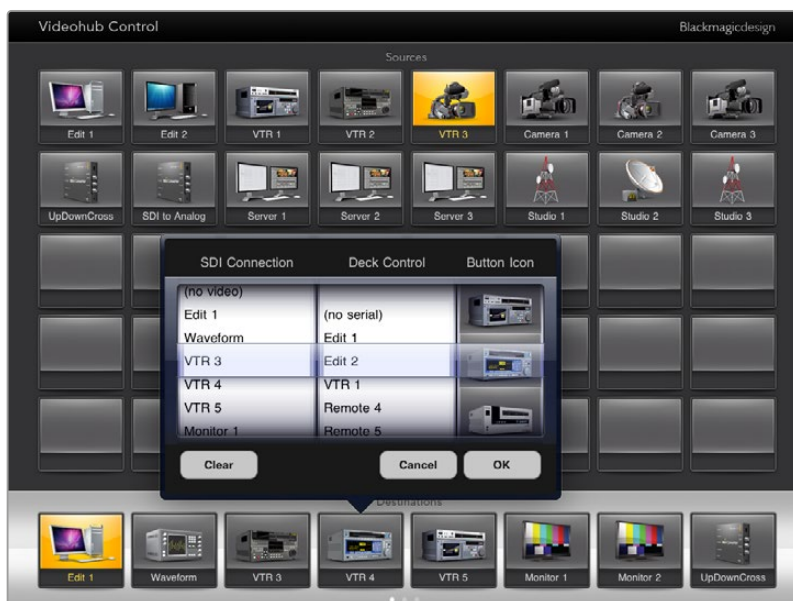 Videohub Control
Blackmagicdesign
Sources
Edit 1
Edit 2
VTR 1
VTR 2
VTR 3
Camera 1
Camera 2
Camera 3
UpDownCross
SDI to Analog
Server 1
Server 2
Server 3
Studio 1
Studio 2
Studio 3
SDI Connection
Deck Control
Button Icon
(no video)
Edit 1
(no serial)
Waveform
Edit 1
VTR 3
Edit 2
VTR 4
VTR 1
VTR 5
Remote 4
Monitor 1
Remote 5
Clear
Cancel
OK
Destinations
Edit 1
Waveform
VTR 3
VTR 4
VTR 5
Monitor 1
Monitor 2
UpDownCross